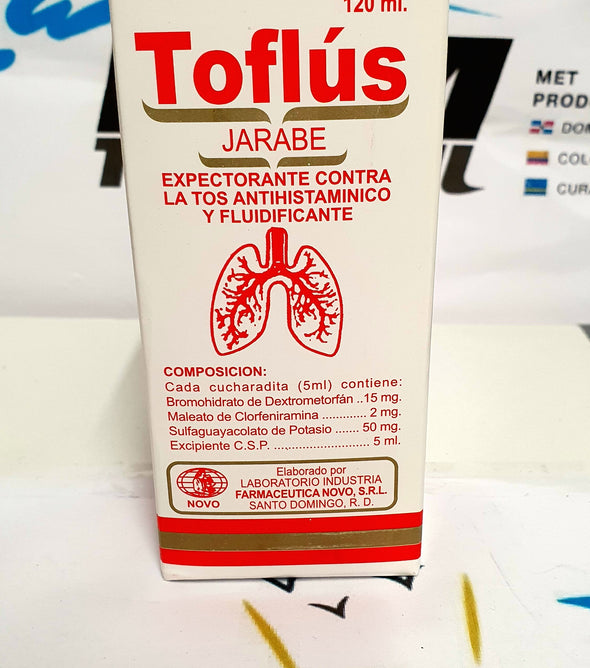 120 ml.
Toflús
JARABE
EXPECTORANTE CONTRA
LA TOS ANTIHISTAMINICO
Y FLUIDIFICANTE
COMPOSICION:
Cada cucharadita (5ml) contiene:
Bromohidrato de Dextrometorfán ..15 mg.
Maleato de Clorfeniramina ............. 2 mg.
Sulfaguayacolato de Potasio ....... 50 mg.
Excipiente C.S.P. ............................ 5 ml.
NOVO
Elaborado por
LABORATORIO INDUSTRIA
FARMACEUTICA NOVO, S.R.L.
SANTO DOMINGO, R. D.
MET
PROD
DOM
COL
CURA